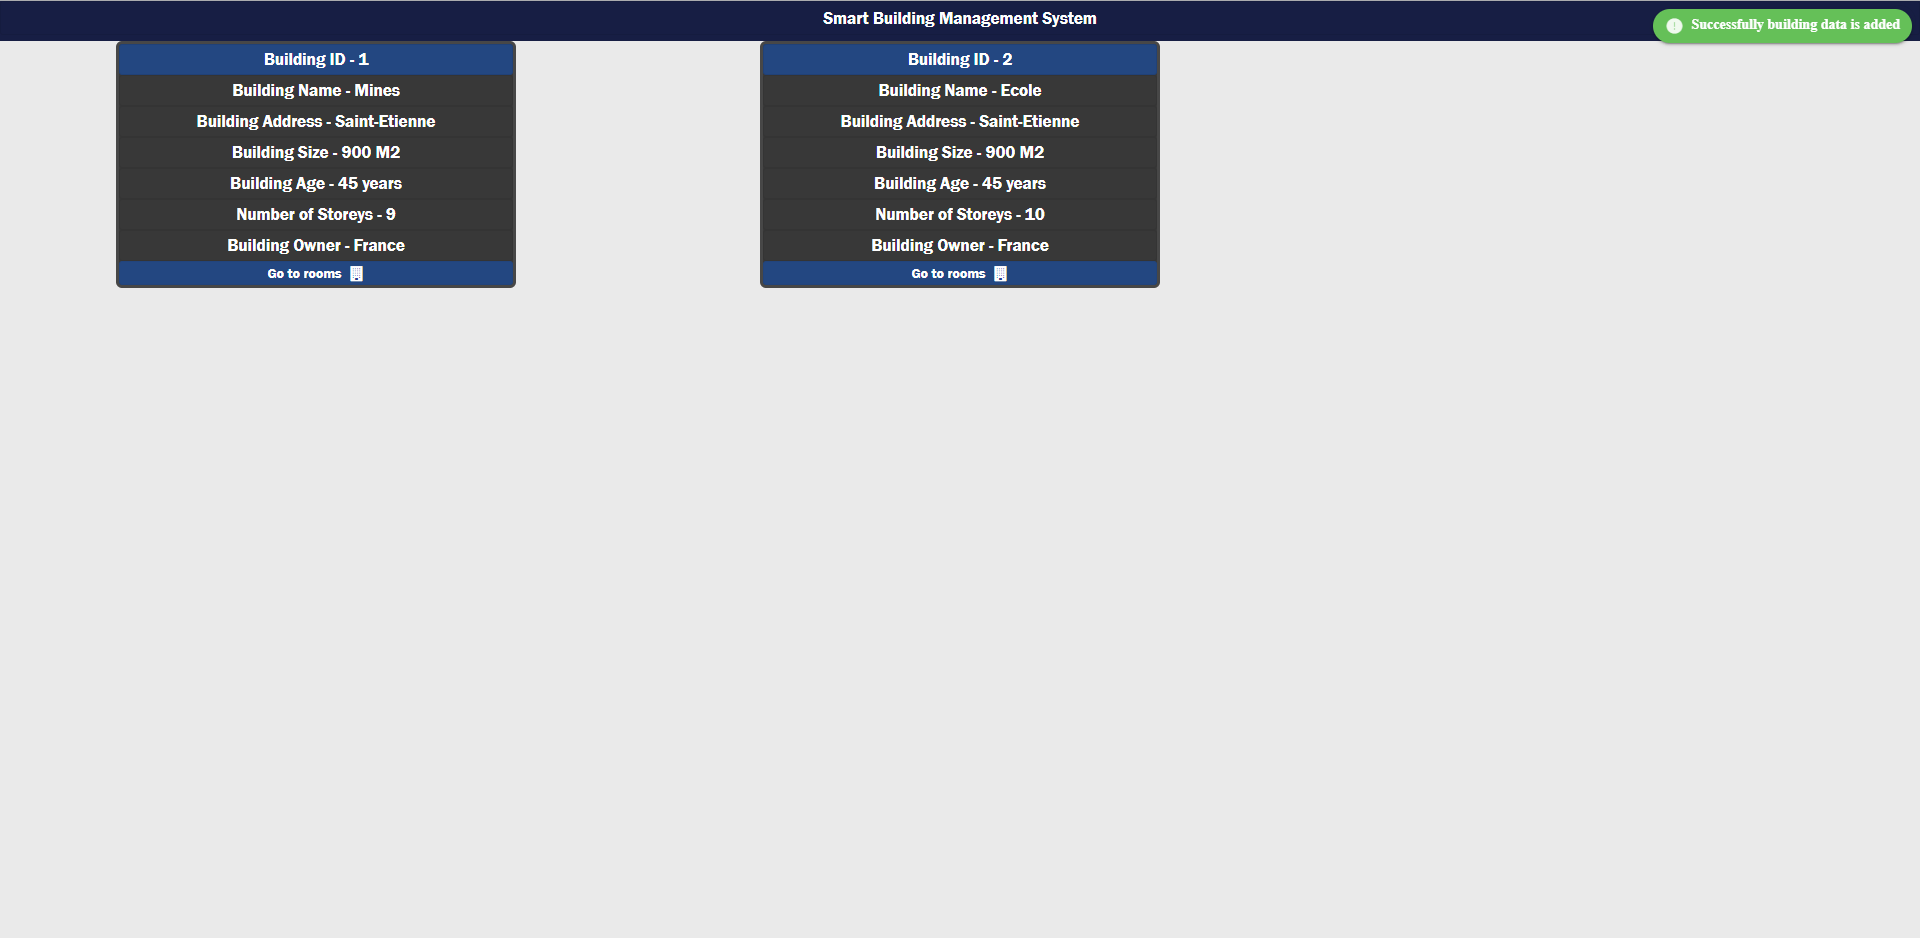 Smart Building Management System
Successfully building data is added
Building ID - 1
Building Name - Mines
Building Address - Saint-Etienne
Building Size - 900 M2
Building Age - 45 years
Number of Storeys - 9
Building Owner - France
Go to rooms
Building ID - 2
Building Name - Ecole
Building Address - Saint-Etienne
Building Size - 900 M2
Building Age - 45 years
Number of Storeys - 10
Building Owner - France
Go to rooms